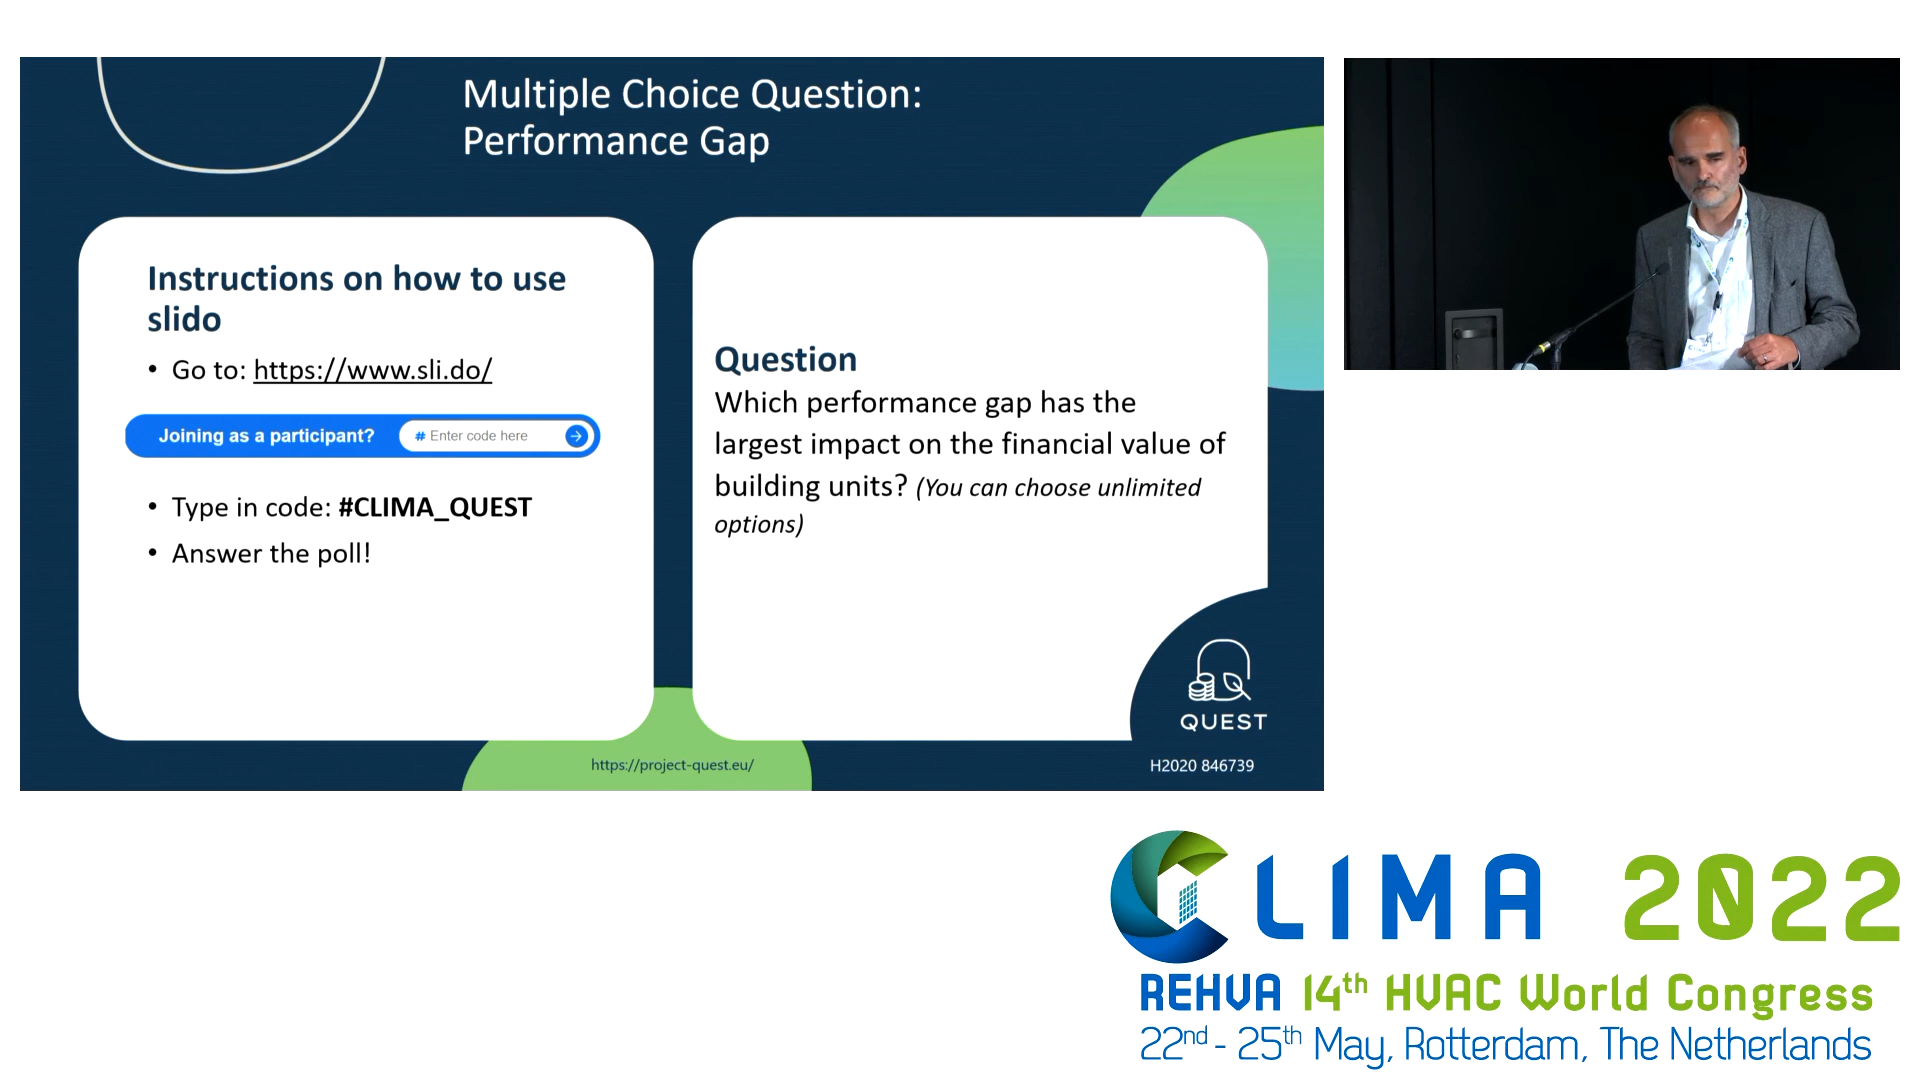 Multiple Choice Question:
Performance Gap
Instructions on how to use
slido
• Go to: https://www.sli.do/
Joining as a participant?
# Enter code here
• Type in code: #CLIMA_QUEST
• Answer the poll!
Question
Which performance gap has the
largest impact on the financial value of
building units? (You can choose unlimited
options)
QUEST
https://project-quest.eu/
H2020 846739
CLIMA 2022
REHVA 14th HVAC World Congress
22nd - 25th May, Rotterdam, The Netherlands